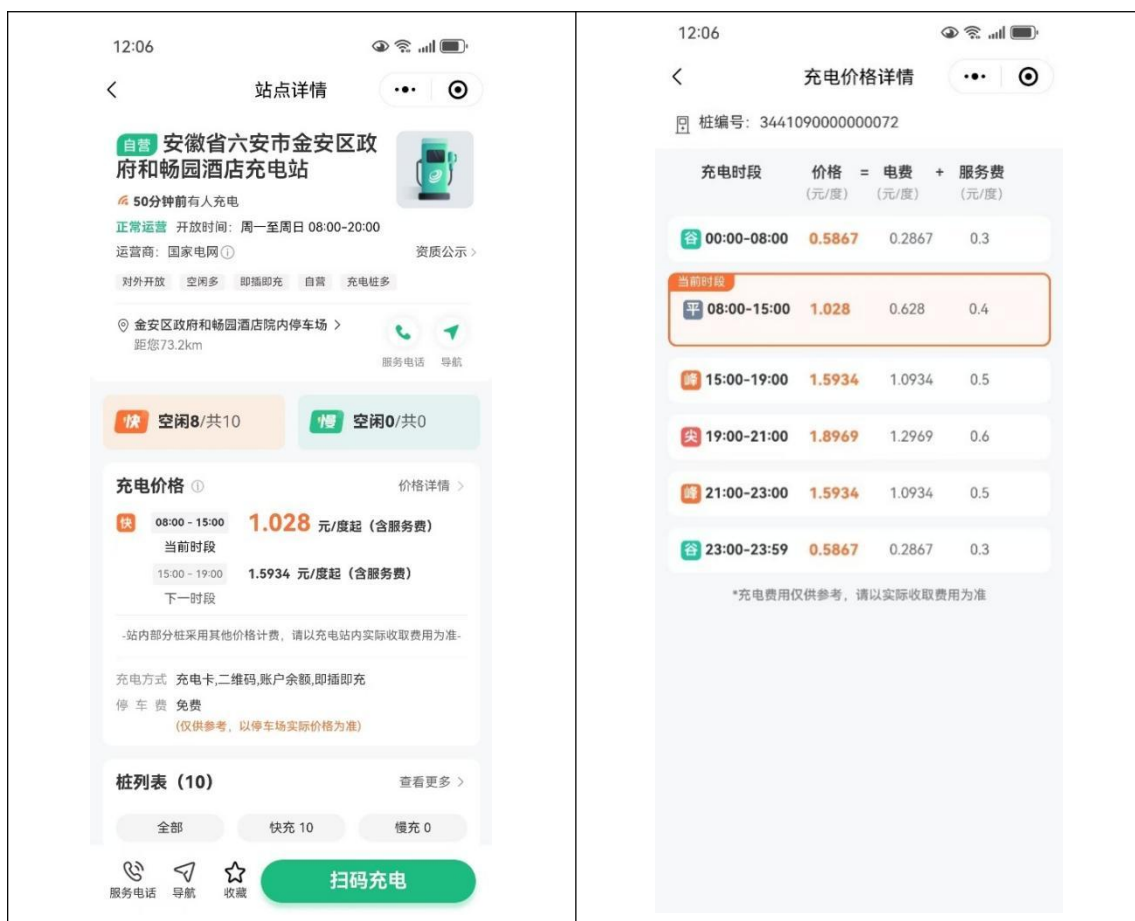 12:06
站点详情
自营 安徽省六安市金安区政
府和畅园酒店充电站
50分钟前有人充电
正常运营 开放时间：周一至周日 08:00-20:00
运营商：国家电网
资质公示
对外开放 空闲多 即插即充 自营 充电桩多
金安区政府和畅园酒店院内停车场
距您73.2km
服务电话 导航
快 空闲8/共10
慢 空闲0/共0
充电价格
价格详情
快 08:00 - 15:00 1.028 元/度起（含服务费）
当前时段
15:00 - 19:00 1.5934 元/度起（含服务费）
下一时段
-站内部分桩采用其他价格计费，请以充电站内实际收取费用为准-
充电方式 充电卡,二维码,账户余额,即插即充
停车费 免费
(仅供参考，以停车场实际价格为准)
桩列表（10）
查看更多
全部 快充 10 慢充 0
服务电话 导航 收藏 扫码充电
12:06
充电价格详情
桩编号：3441090000000072
充电时段 价格 = 电费 + 服务费
(元/度) (元/度) (元/度)
谷 00:00-08:00 0.5867 0.2867 0.3
当前时段
平 08:00-15:00 1.028 0.628 0.4
峰 15:00-19:00 1.5934 1.0934 0.5
尖 19:00-21:00 1.8969 1.2969 0.6
峰 21:00-23:00 1.5934 1.0934 0.5
谷 23:00-23:59 0.5867 0.2867 0.3
*充电费用仅供参考，请以实际收取费用为准